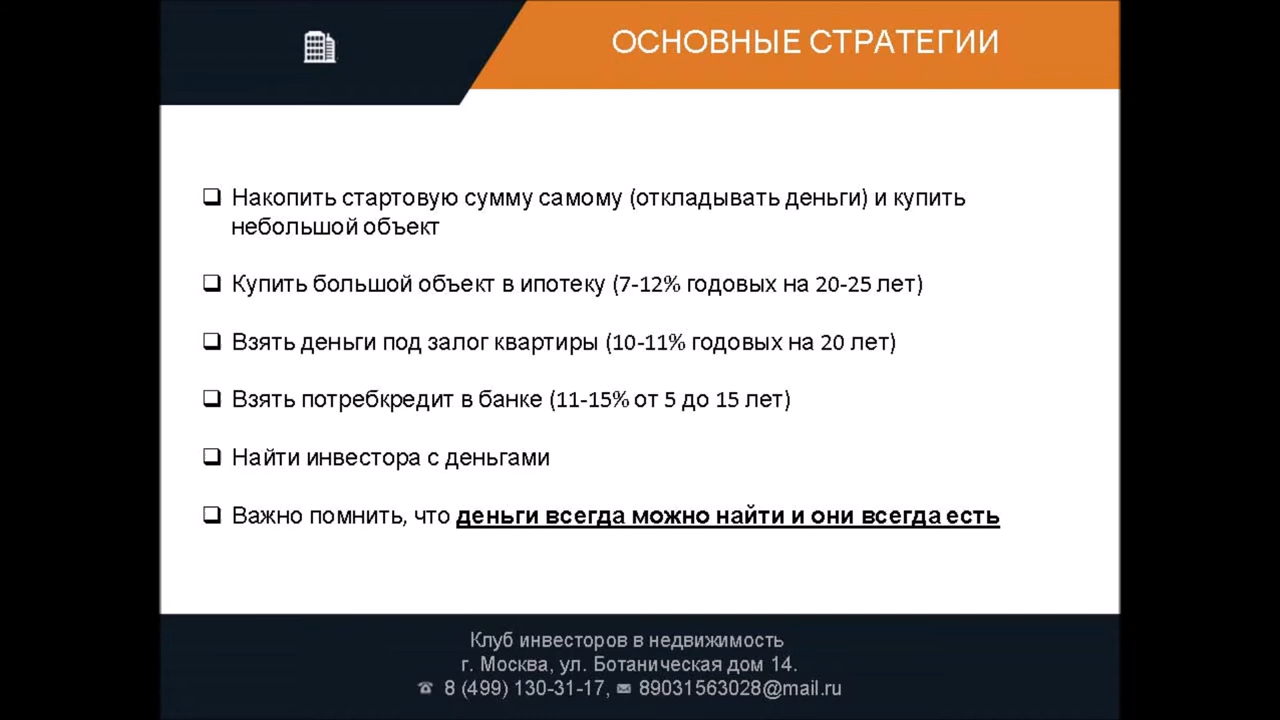 ОСНОВНЫЕ СТРАТЕГИИ
Накопить стартовую сумму самому (откладывать деньги) и купить
небольшой объект
Купить большой объект в ипотеку (7-12% годовых на 20-25 лет)
Взять деньги под залог квартиры (10-11% годовых на 20 лет)
Взять потребкредит в банке (11-15% от 5 до 15 лет)
Найти инвестора с деньгами
Важно помнить, что деньги всегда можно найти и они всегда есть
Клуб инвесторов в недвижимость
г. Москва, ул. Ботаническая дом 14.
☎ 8 (499) 130-31-17, ✉ 89031563028@mail.ru